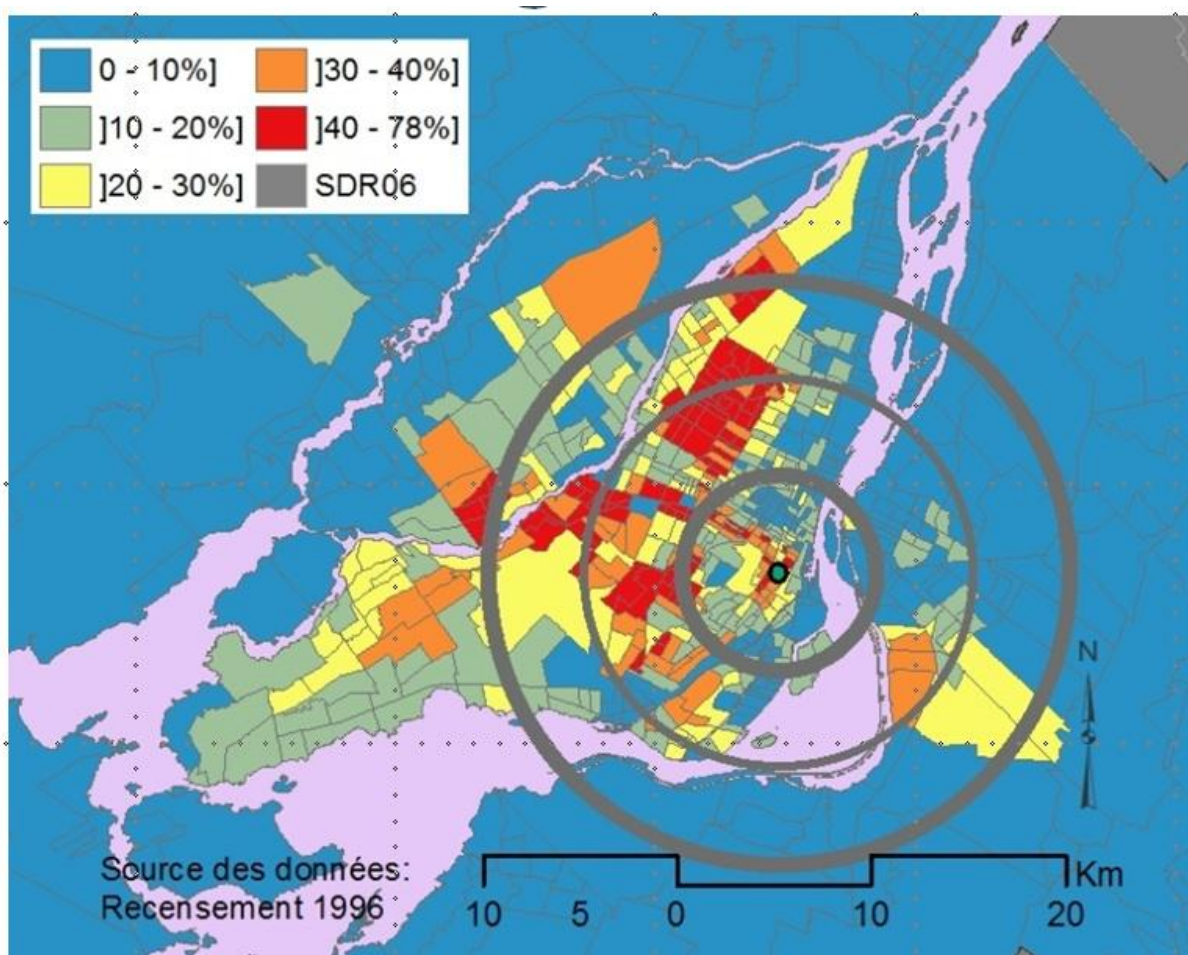 0 - 10%]
]10 - 20%]
]20 - 30%]
]30 - 40%]
]40 - 78%]
SDR06
N
Source des données:
Recensement 1996
10 5 0 10 20 Km